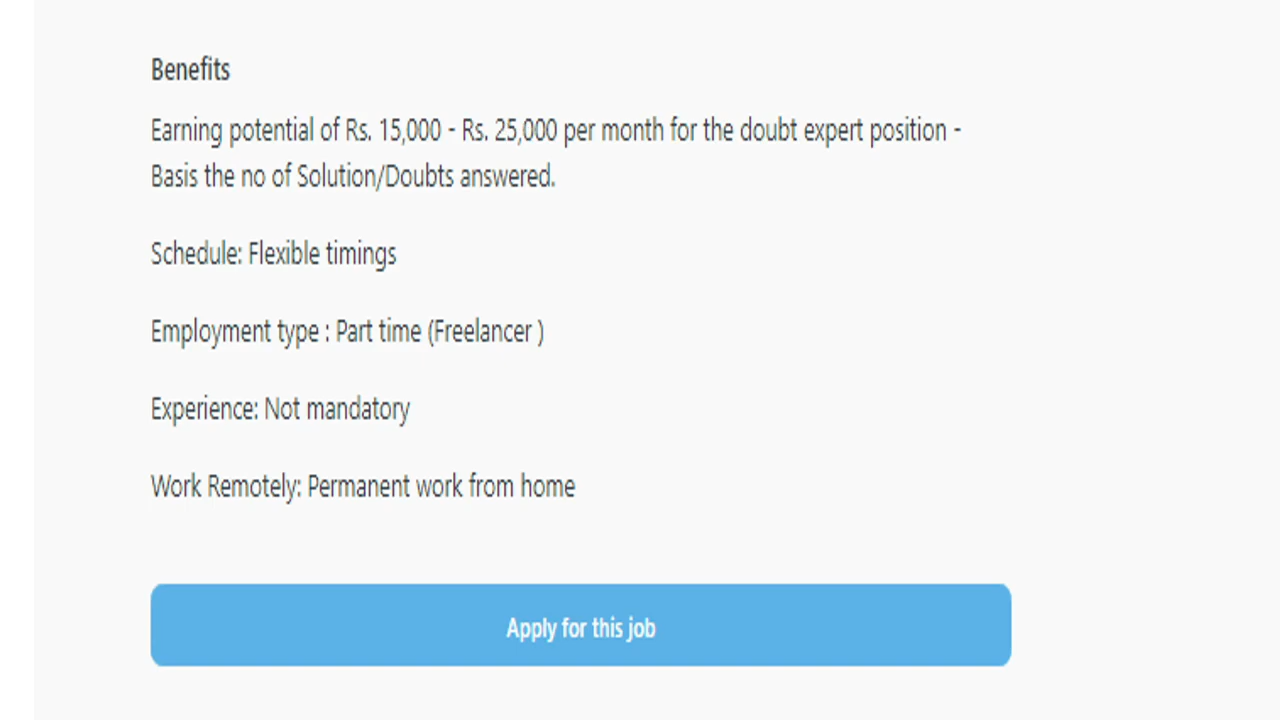 Benefits
Earning potential of Rs. 15,000 - Rs. 25,000 per month for the doubt expert position -
Basis the no of Solution/Doubts answered.
Schedule: Flexible timings
Employment type : Part time (Freelancer )
Experience: Not mandatory
Work Remotely: Permanent work from home
Apply for this job